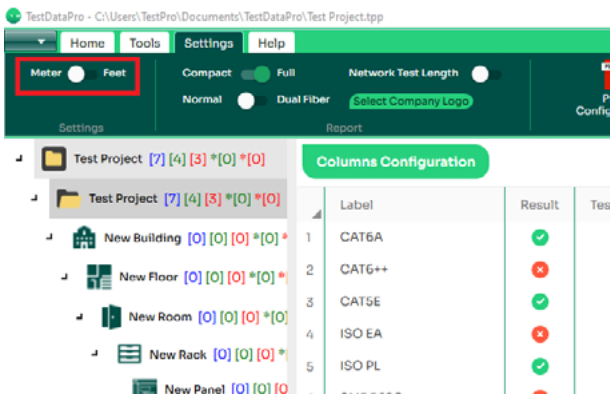 TestDataPro - C:\Users\TestPro\Documents\TestDataPro\Test Project.tpp
Home Tools Settings Help
Meter Feet Compact Full Network Test Length
Normal Dual Fiber Select Company Logo
Settings Report
Test Project [7] [4] [3] *[0] *[0]
Columns Configuration
Test Project [7] [4] [3] *[0] *[0]
Label Result
New Building [0] [0] [0] *[0] *
1 CAT6A
New Floor [0] [0] [0] *[0] *
2 CAT6++
New Room [0] [0] [0] *[0]
3 CAT5E
4 ISO EA
New Rack [0] [0] [0] *
5 ISO PL
New Panel [0] [0] [0